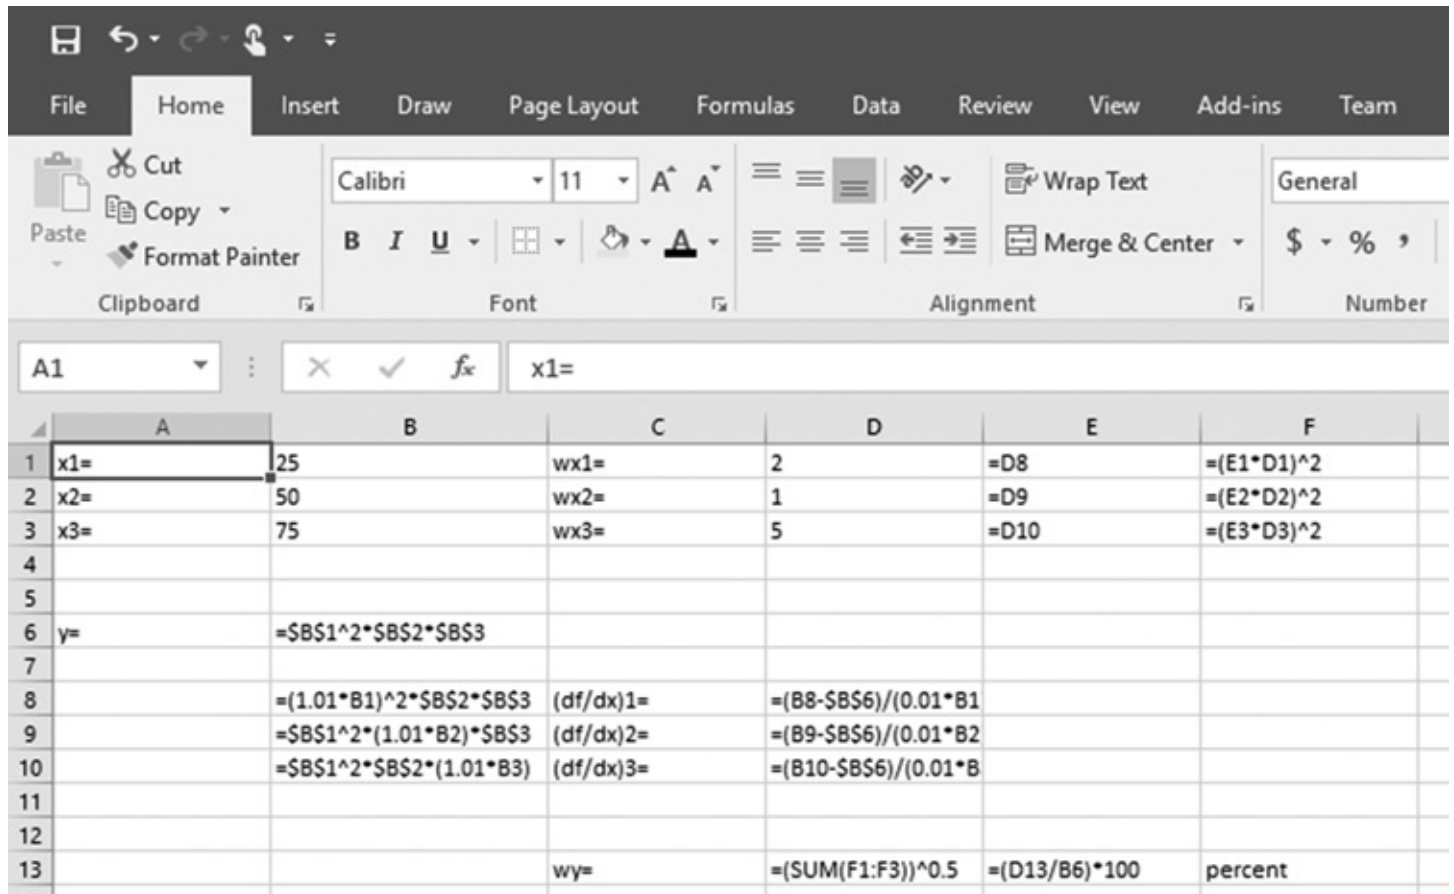 File Home Insert Draw Page Layout Formulas Data Review View Add-ins Team
Cut
Calibri 11 A A Wrap Text General
Copy
Paste
B I U A Merge & Center $ % ,
Format Painter
Clipboard Font Alignment Number
A1 fx x1=
A B C D E F
1 x1= 25 wx1= 2 =D8 =(E1*D1)^2
2 x2= 50 wx2= 1 =D9 =(E2*D2)^2
3 x3= 75 wx3= 5 =D10 =(E3*D3)^2
4
5
6 y= =$B$1^2*$B$2*$B$3
7
8 =(1.01*B1)^2*$B$2*$B$3 (df/dx)1= =(B8-$B$6)/(0.01*B1
9 =$B$1^2*(1.01*B2)*$B$3 (df/dx)2= =(B9-$B$6)/(0.01*B2
10 =$B$1^2*$B$2*(1.01*B3) (df/dx)3= =(B10-$B$6)/(0.01*B
11
12
13 wy= =(SUM(F1:F3))^0.5 =(D13/B6)*100 percent